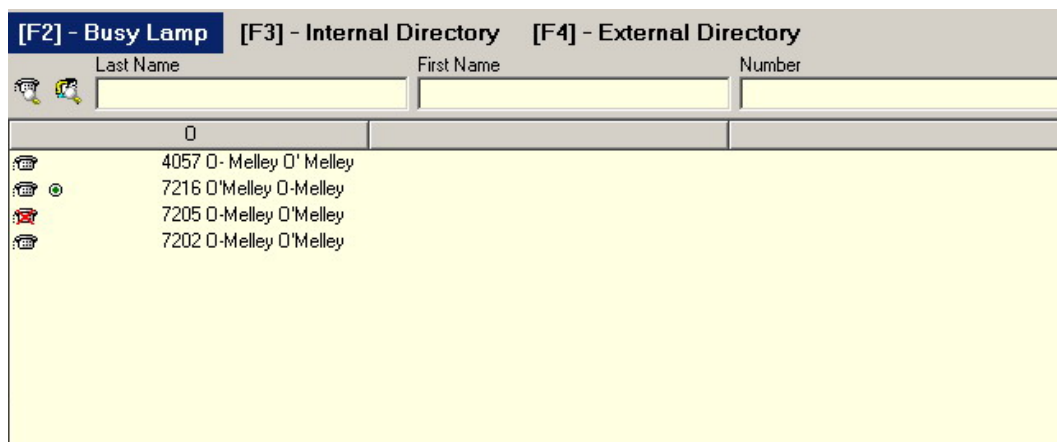 [F2] - Busy Lamp [F3] - Internal Directory [F4] - External Directory
Last Name First Name Number
O
4057 O- Melley O' Melley
7216 O'Melley O-Melley
7205 O-Melley O'Melley
7202 O-Melley O'Melley